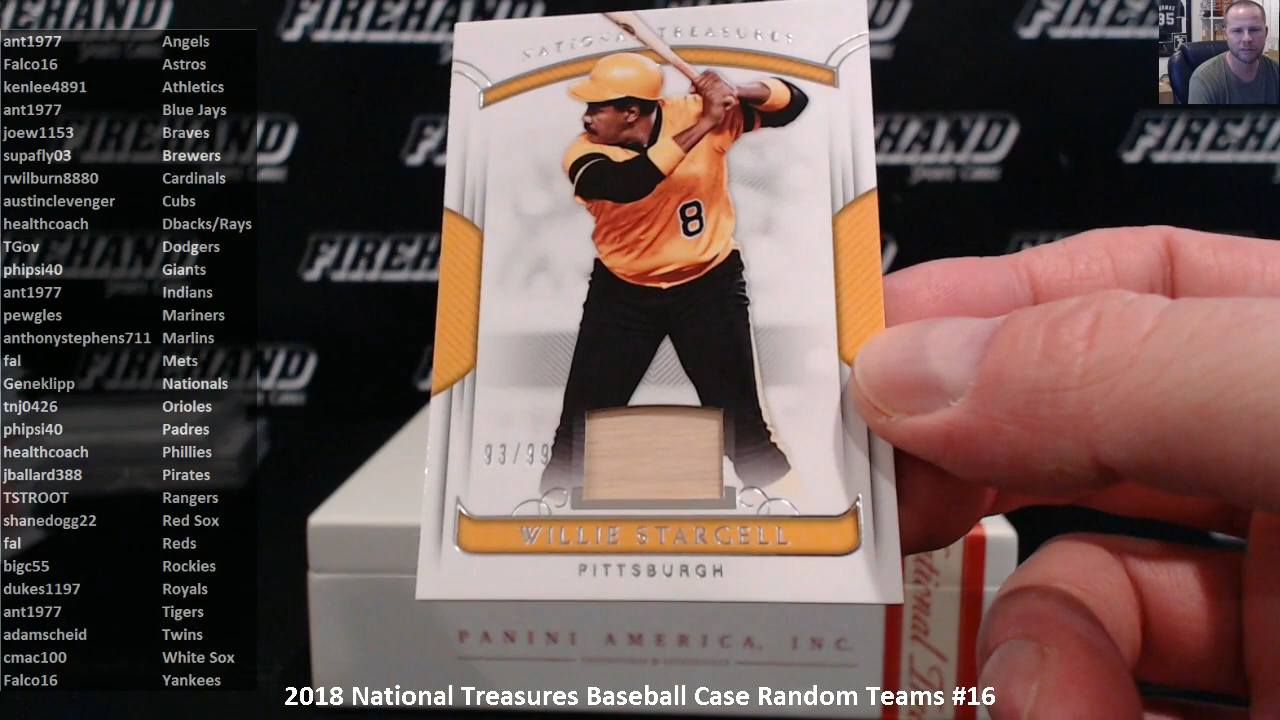 ant1977 Angels
Falco16 Astros
kenlee4891 Athletics
ant1977 Blue Jays
joew1153 Braves
supafly03 Brewers
rwilburn8880 Cardinals
austinclevenger Cubs
healthcoach Dbacks/Rays
TGov Dodgers
phipsi40 Giants
ant1977 Indians
pewgles Mariners
anthonystephens711 Marlins
fal Mets
Geneklipp Nationals
tnj0426 Orioles
phipsi40 Padres
healthcoach Phillies
jballard388 Pirates
TSTROOT Rangers
shanedogg22 Red Sox
fal Reds
bigc55 Rockies
dukes1197 Royals
ant1977 Tigers
adamscheid Twins
cmac100 White Sox
Falco16 Yankees
FIREHAND
NATIONAL TREASURES
8
93/99
WILLIE STARGELL
PITTSBURGH
PANINI AMERICA, INC.
2018 National Treasures Baseball Case Random Teams #16